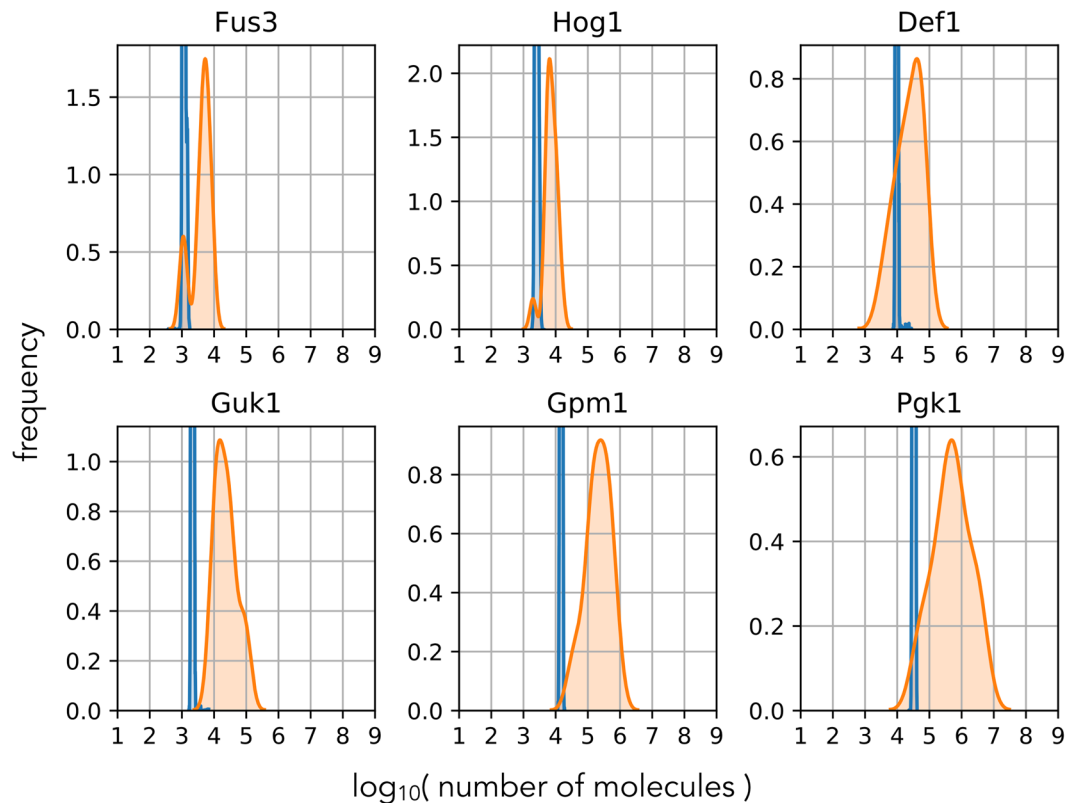 Fus3 Hog1 Def1
1.5 2.0 0.8
1.0 1.5 0.6
0.5 1.0 0.4
0.0 0.5 0.2
0.0 0.0
1 2 3 4 5 6 7 8 9 1 2 3 4 5 6 7 8 9 1 2 3 4 5 6 7 8 9
frequency
Guk1 Gpm1 Pgk1
1.0 0.8 0.6
0.8 0.6 0.4
0.6 0.4 0.2
0.4 0.2 0.0
0.2 0.0
0.0
1 2 3 4 5 6 7 8 9 1 2 3 4 5 6 7 8 9 1 2 3 4 5 6 7 8 9
log₁₀( number of molecules )